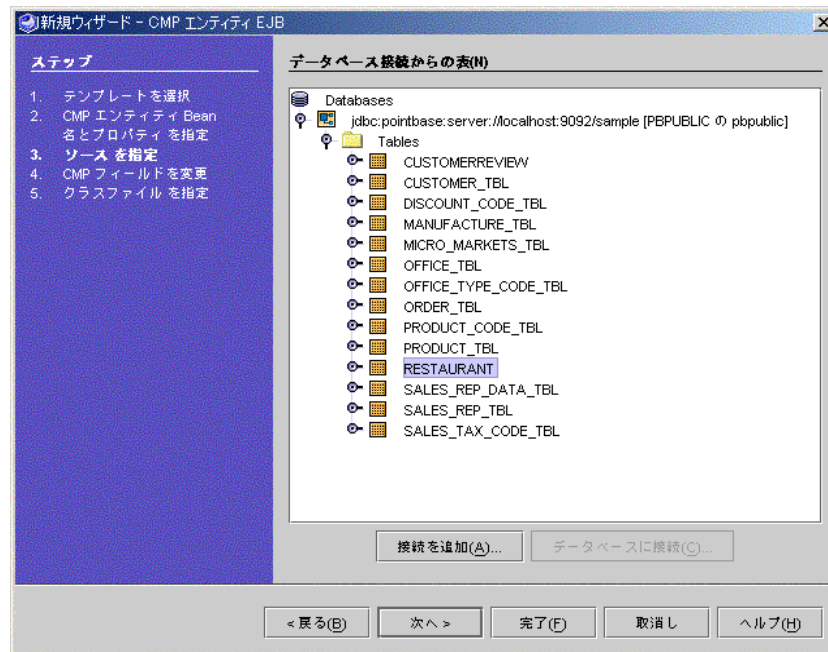 新規ウィザード - CMP エンティティ EJB
ステップ
1. テンプレートを選択
2. CMP エンティティ Bean
名とプロパティ を指定
3. ソース を指定
4. CMP フィールドを変更
5. クラスファイル を指定
データベース接続からの表(N)
Databases
jdbc:pointbase:server://localhost:9092/sample [PBPUBLIC の pbpublic]
Tables
CUSTOMERREVIEW
CUSTOMER_TBL
DISCOUNT_CODE_TBL
MANUFACTURE_TBL
MICRO_MARKETS_TBL
OFFICE_TBL
OFFICE_TYPE_CODE_TBL
ORDER_TBL
PRODUCT_CODE_TBL
PRODUCT_TBL
RESTAURANT
SALES_REP_DATA_TBL
SALES_REP_TBL
SALES_TAX_CODE_TBL
接続を追加(A)... データベースに接続(C)...
< 戻る(B) 次へ > 完了(F) 取消し ヘルプ(H)